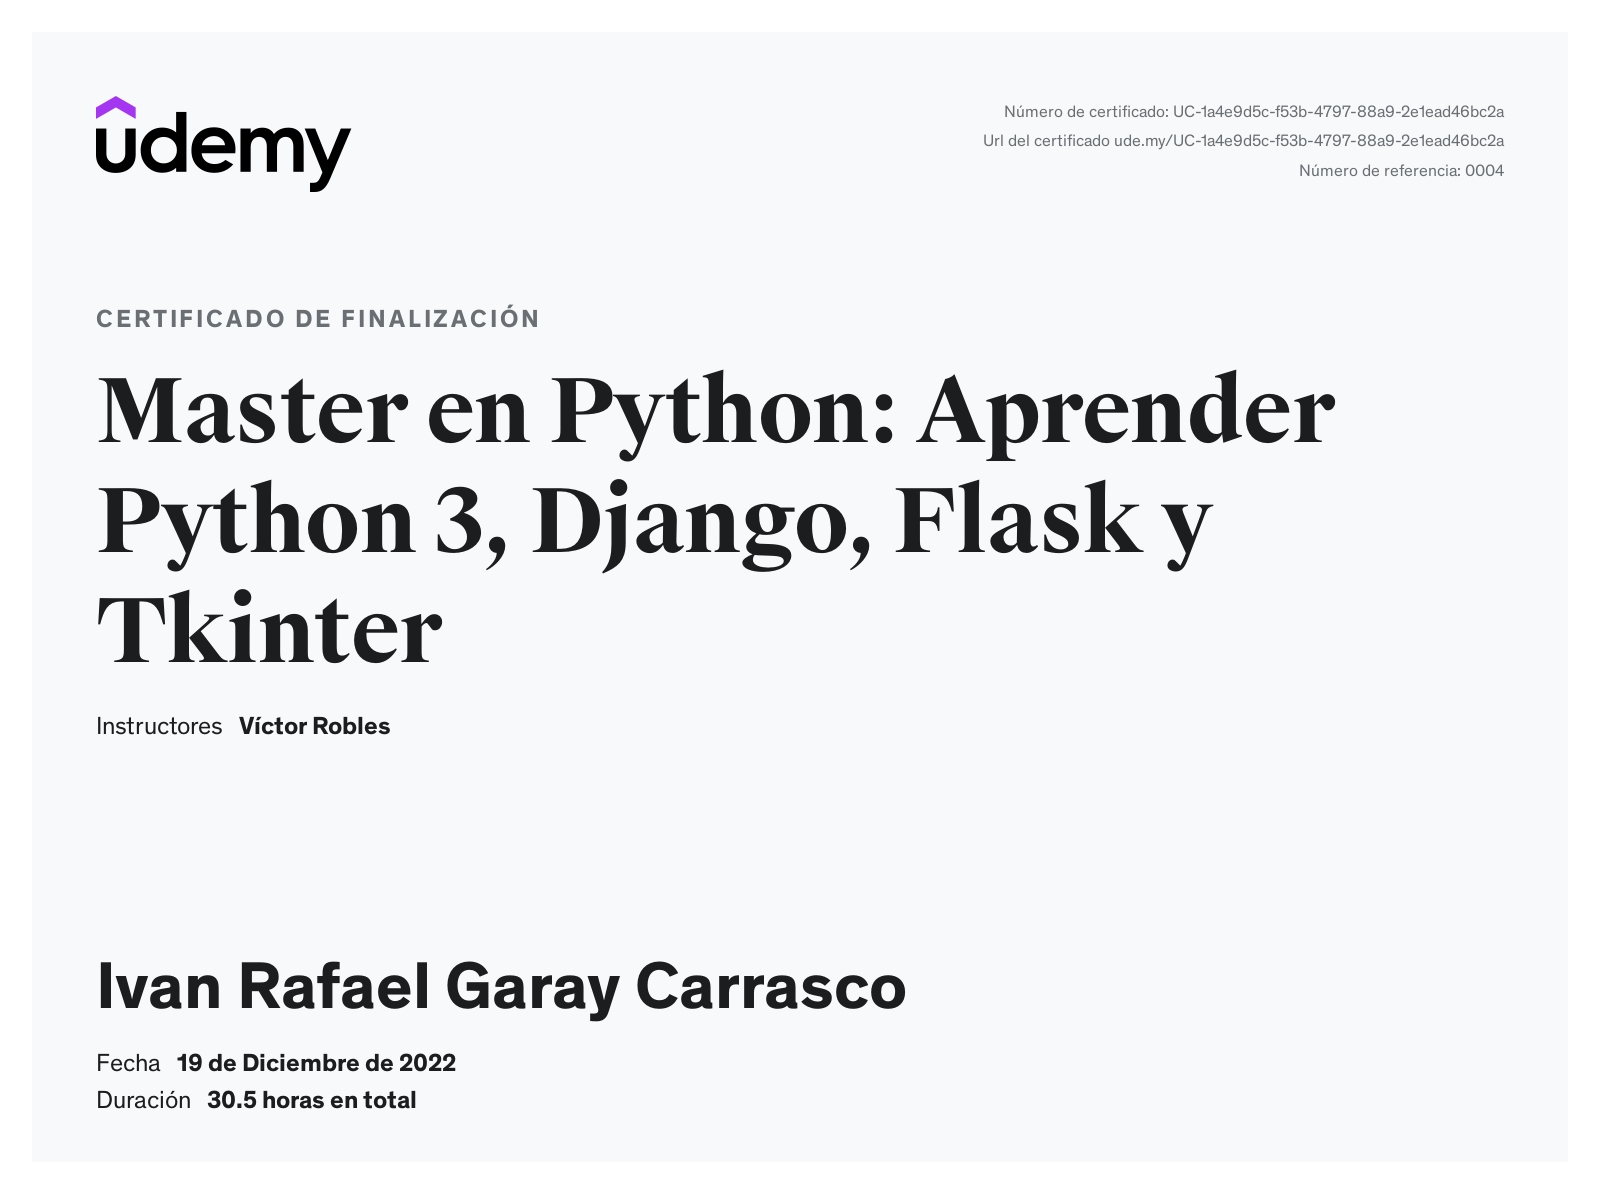 udemy
Número de certificado: UC-1a4e9d5c-f53b-4797-88a9-2e1ead46bc2a
Url del certificado ude.my/UC-1a4e9d5c-f53b-4797-88a9-2e1ead46bc2a
Número de referencia: 0004
CERTIFICADO DE FINALIZACIÓN
Master en Python: Aprender
Python 3, Django, Flask y
Tkinter
Instructores Víctor Robles
Ivan Rafael Garay Carrasco
Fecha 19 de Diciembre de 2022
Duración 30.5 horas en total